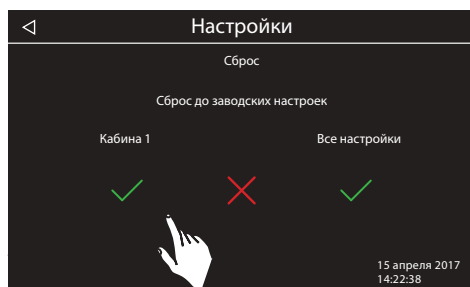 Настройки
Сброс
Сброс до заводских настроек
Кабина 1
Все настройки
15 апреля 2017
14:22:38